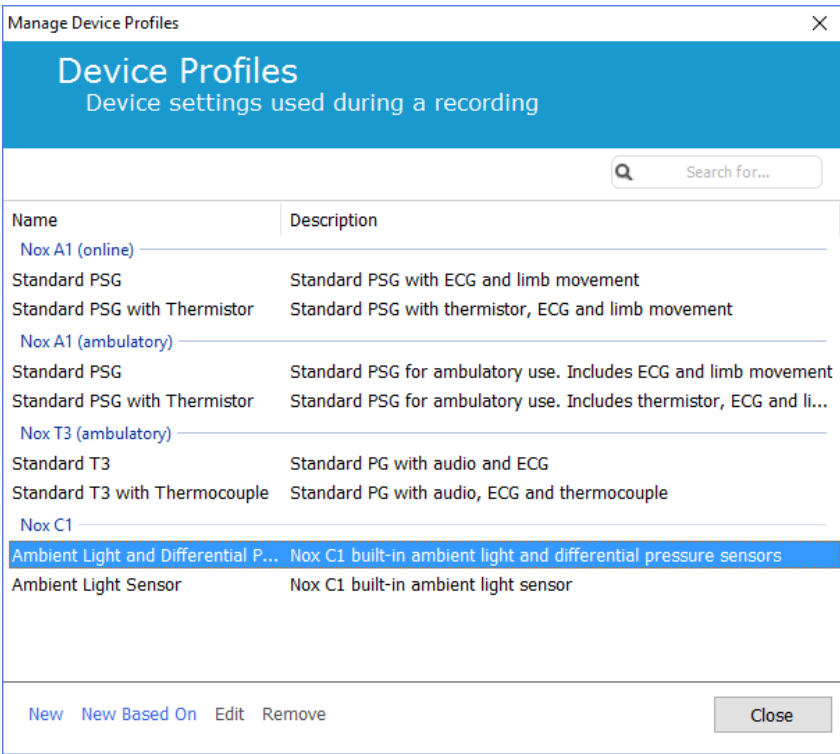 Manage Device Profiles
Device Profiles
Device settings used during a recording
Search for...
Name Description
Nox A1 (online)
Standard PSG Standard PSG with ECG and limb movement
Standard PSG with Thermistor Standard PSG with thermistor, ECG and limb movement
Nox A1 (ambulatory)
Standard PSG Standard PSG for ambulatory use. Includes ECG and limb movement
Standard PSG with Thermistor Standard PSG for ambulatory use. Includes thermistor, ECG and li...
Nox T3 (ambulatory)
Standard T3 Standard PG with audio and ECG
Standard T3 with Thermocouple Standard PG with audio, ECG and thermocouple
Nox C1
Ambient Light and Differential P... Nox C1 built-in ambient light and differential pressure sensors
Ambient Light Sensor Nox C1 built-in ambient light sensor
New New Based On Edit Remove Close